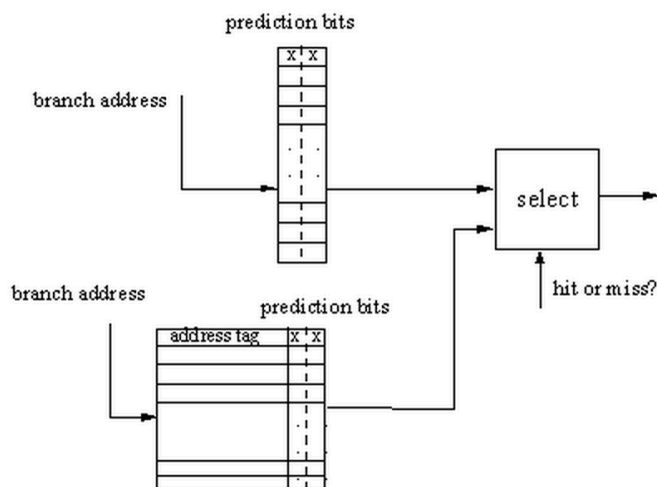 prediction bits
x x
branch address
select
hit or miss?
branch address
prediction bits
address tag x x